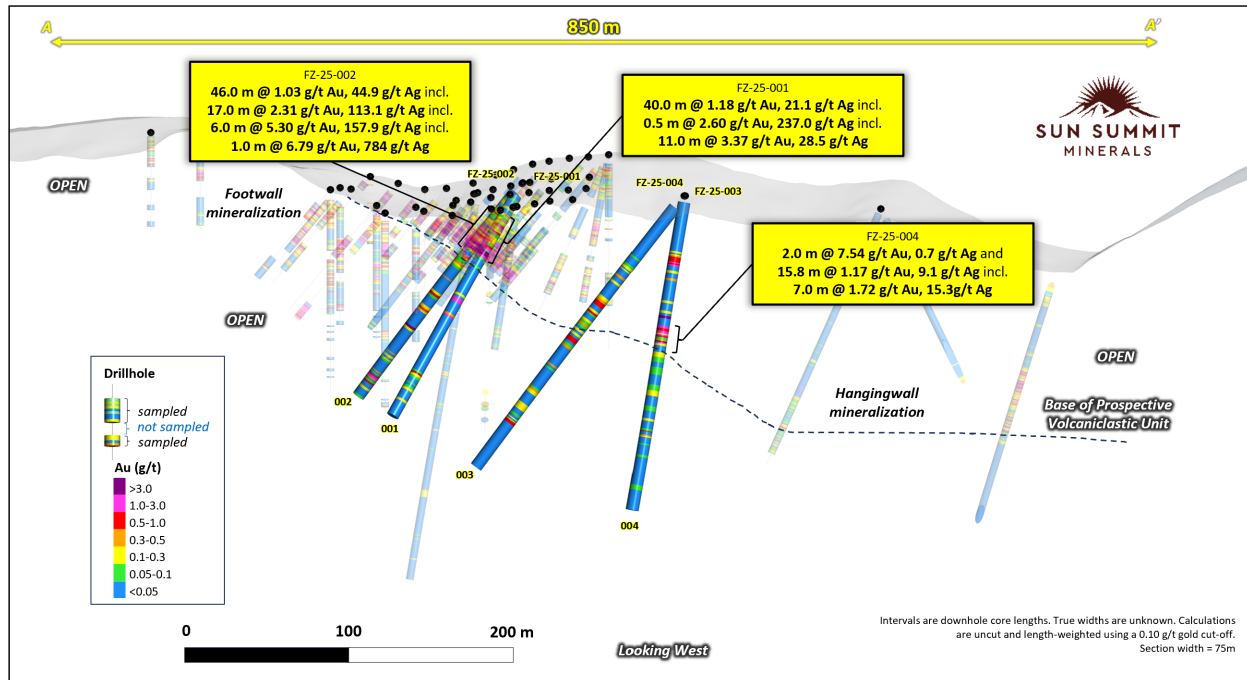 A
850 m
A'
FZ-25-002
46.0 m @ 1.03 g/t Au, 44.9 g/t Ag incl.
17.0 m @ 2.31 g/t Au, 113.1 g/t Ag incl.
6.0 m @ 5.30 g/t Au, 157.9 g/t Ag incl.
1.0 m @ 6.79 g/t Au, 784 g/t Ag
FZ-25-001
40.0 m @ 1.18 g/t Au, 21.1 g/t Ag incl.
0.5 m @ 2.60 g/t Au, 237.0 g/t Ag incl.
11.0 m @ 3.37 g/t Au, 28.5 g/t Ag
SUN SUMMIT
MINERALS
OPEN
Footwall
mineralization
FZ-25-002
FZ-25-001
FZ-25-004
FZ-25-003
FZ-25-004
2.0 m @ 7.54 g/t Au, 0.7 g/t Ag and
15.8 m @ 1.17 g/t Au, 9.1 g/t Ag incl.
7.0 m @ 1.72 g/t Au, 15.3g/t Ag
OPEN
OPEN
Hangingwall
mineralization
Base of Prospective
Volcaniclastic Unit
002
001
003
004
Drillhole
sampled
not sampled
sampled
Au (g/t)
>3.0
1.0-3.0
0.5-1.0
0.3-0.5
0.1-0.3
0.05-0.1
<0.05
0
100
200 m
Looking West
Intervals are downhole core lengths. True widths are unknown. Calculations
are uncut and length-weighted using a 0.10 g/t gold cut-off.
Section width = 75m